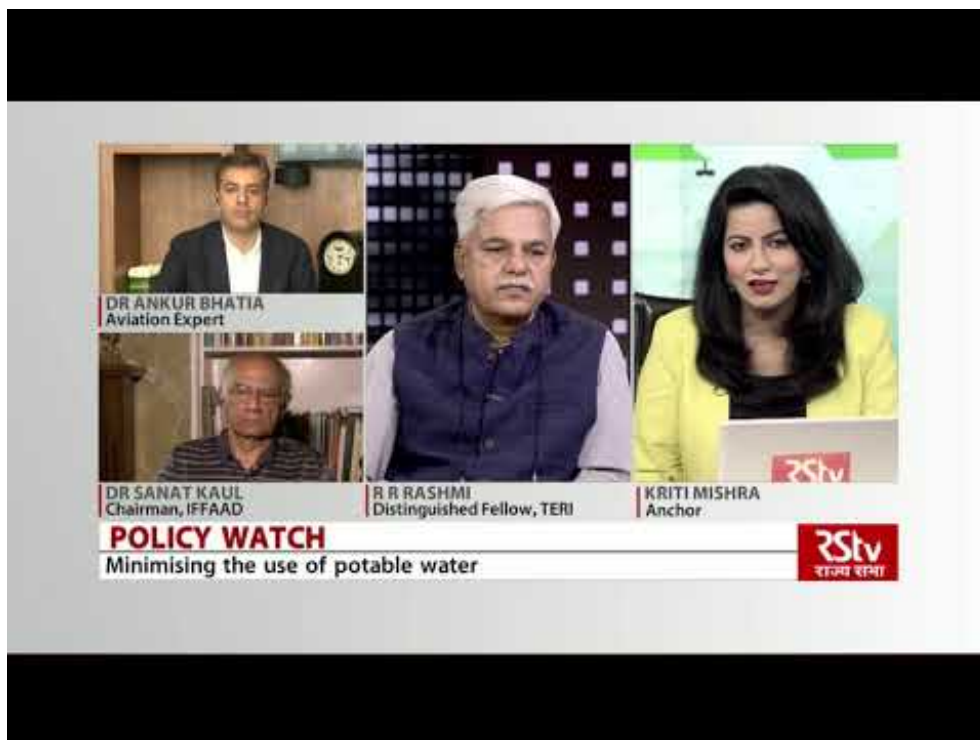 DR ANKUR BHATIA
Aviation Expert
DR SANAT KAUL
Chairman, IFFAAD
R R RASHMI
Distinguished Fellow, TERI
KRITI MISHRA
Anchor
RStv
POLICY WATCH
Minimising the use of potable water
RStv
राज्य सभा